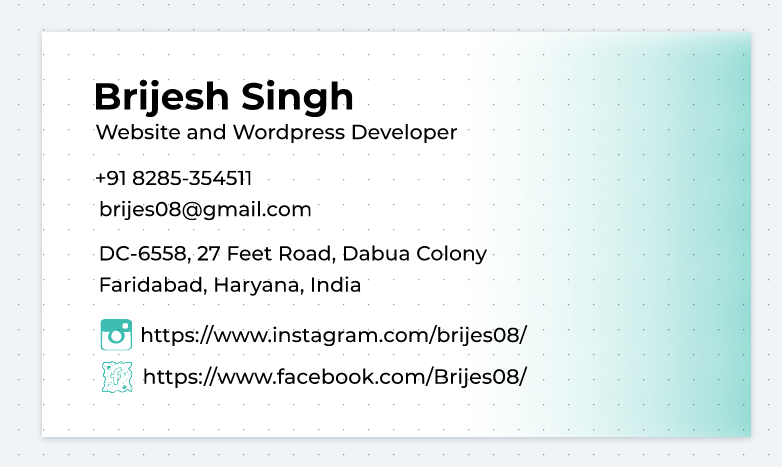 Brijesh Singh
Website and Wordpress Developer
+91 8285-354511
brijes08@gmail.com
DC-6558, 27 Feet Road, Dabua Colony
Faridabad, Haryana, India
https://www.instagram.com/brijes08/
https://www.facebook.com/Brijes08/